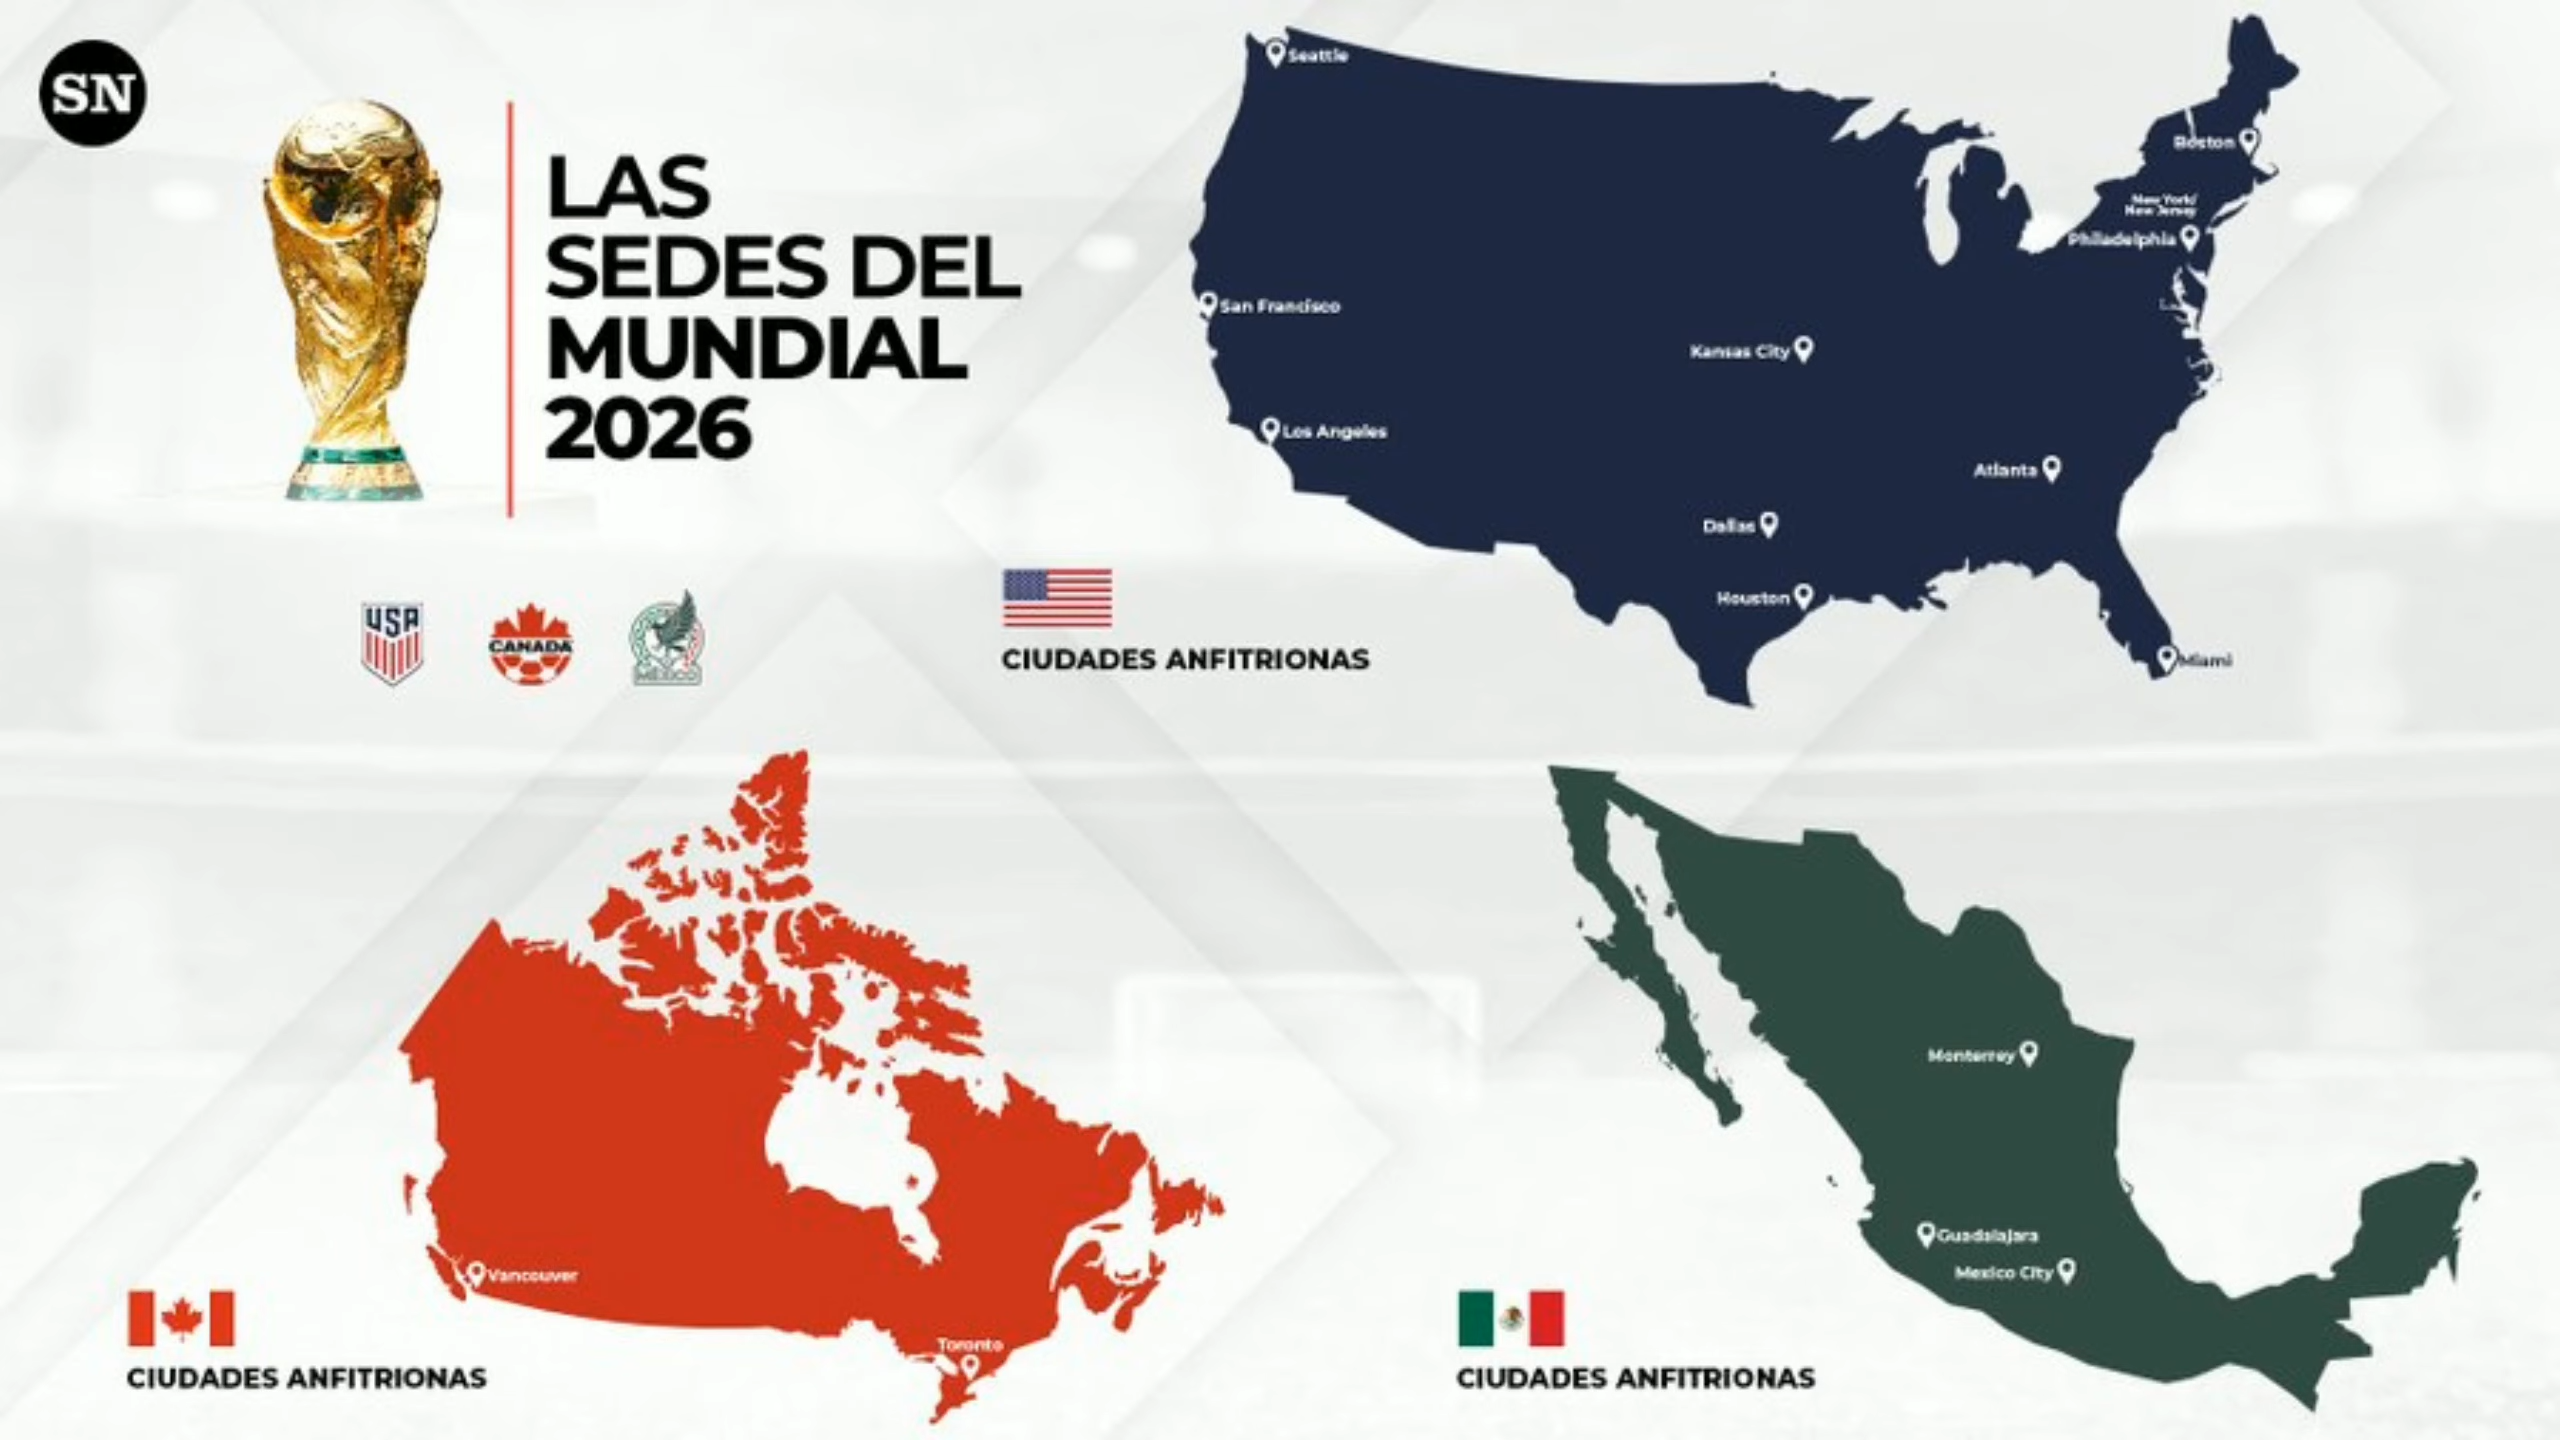 SN
LAS
SEDES DEL
MUNDIAL
2026
USA
CANADA
MEXICO
CIUDADES ANFITRIONAS
Seattle
Boston
New York/
New Jersey
Philadelphia
San Francisco
Kansas City
Los Angeles
Atlanta
Dallas
Houston
Miami
Vancouver
Toronto
CIUDADES ANFITRIONAS
Monterrey
Guadalajara
Mexico City
CIUDADES ANFITRIONAS